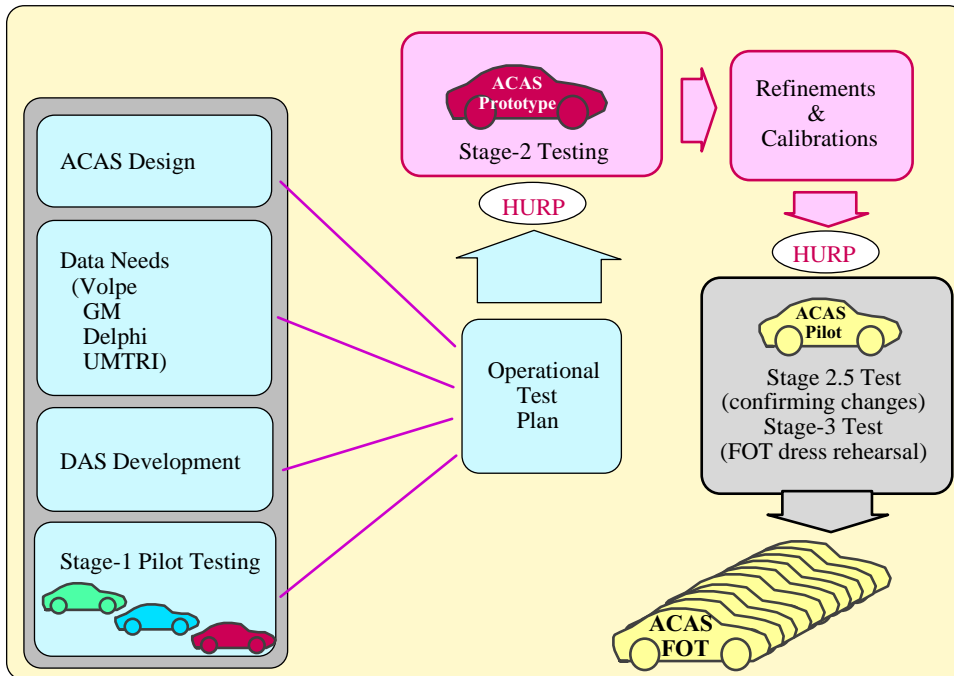 ACAS Design
Data Needs
(Volpe
GM
Delphi
UMTRI)
DAS Development
Stage-1 Pilot Testing
Operational
Test
Plan
HURP
ACAS
Prototype
Stage-2 Testing
Refinements
&
Calibrations
HURP
ACAS
Pilot
Stage 2.5 Test
(confirming changes)
Stage-3 Test
(FOT dress rehearsal)
ACAS
FOT